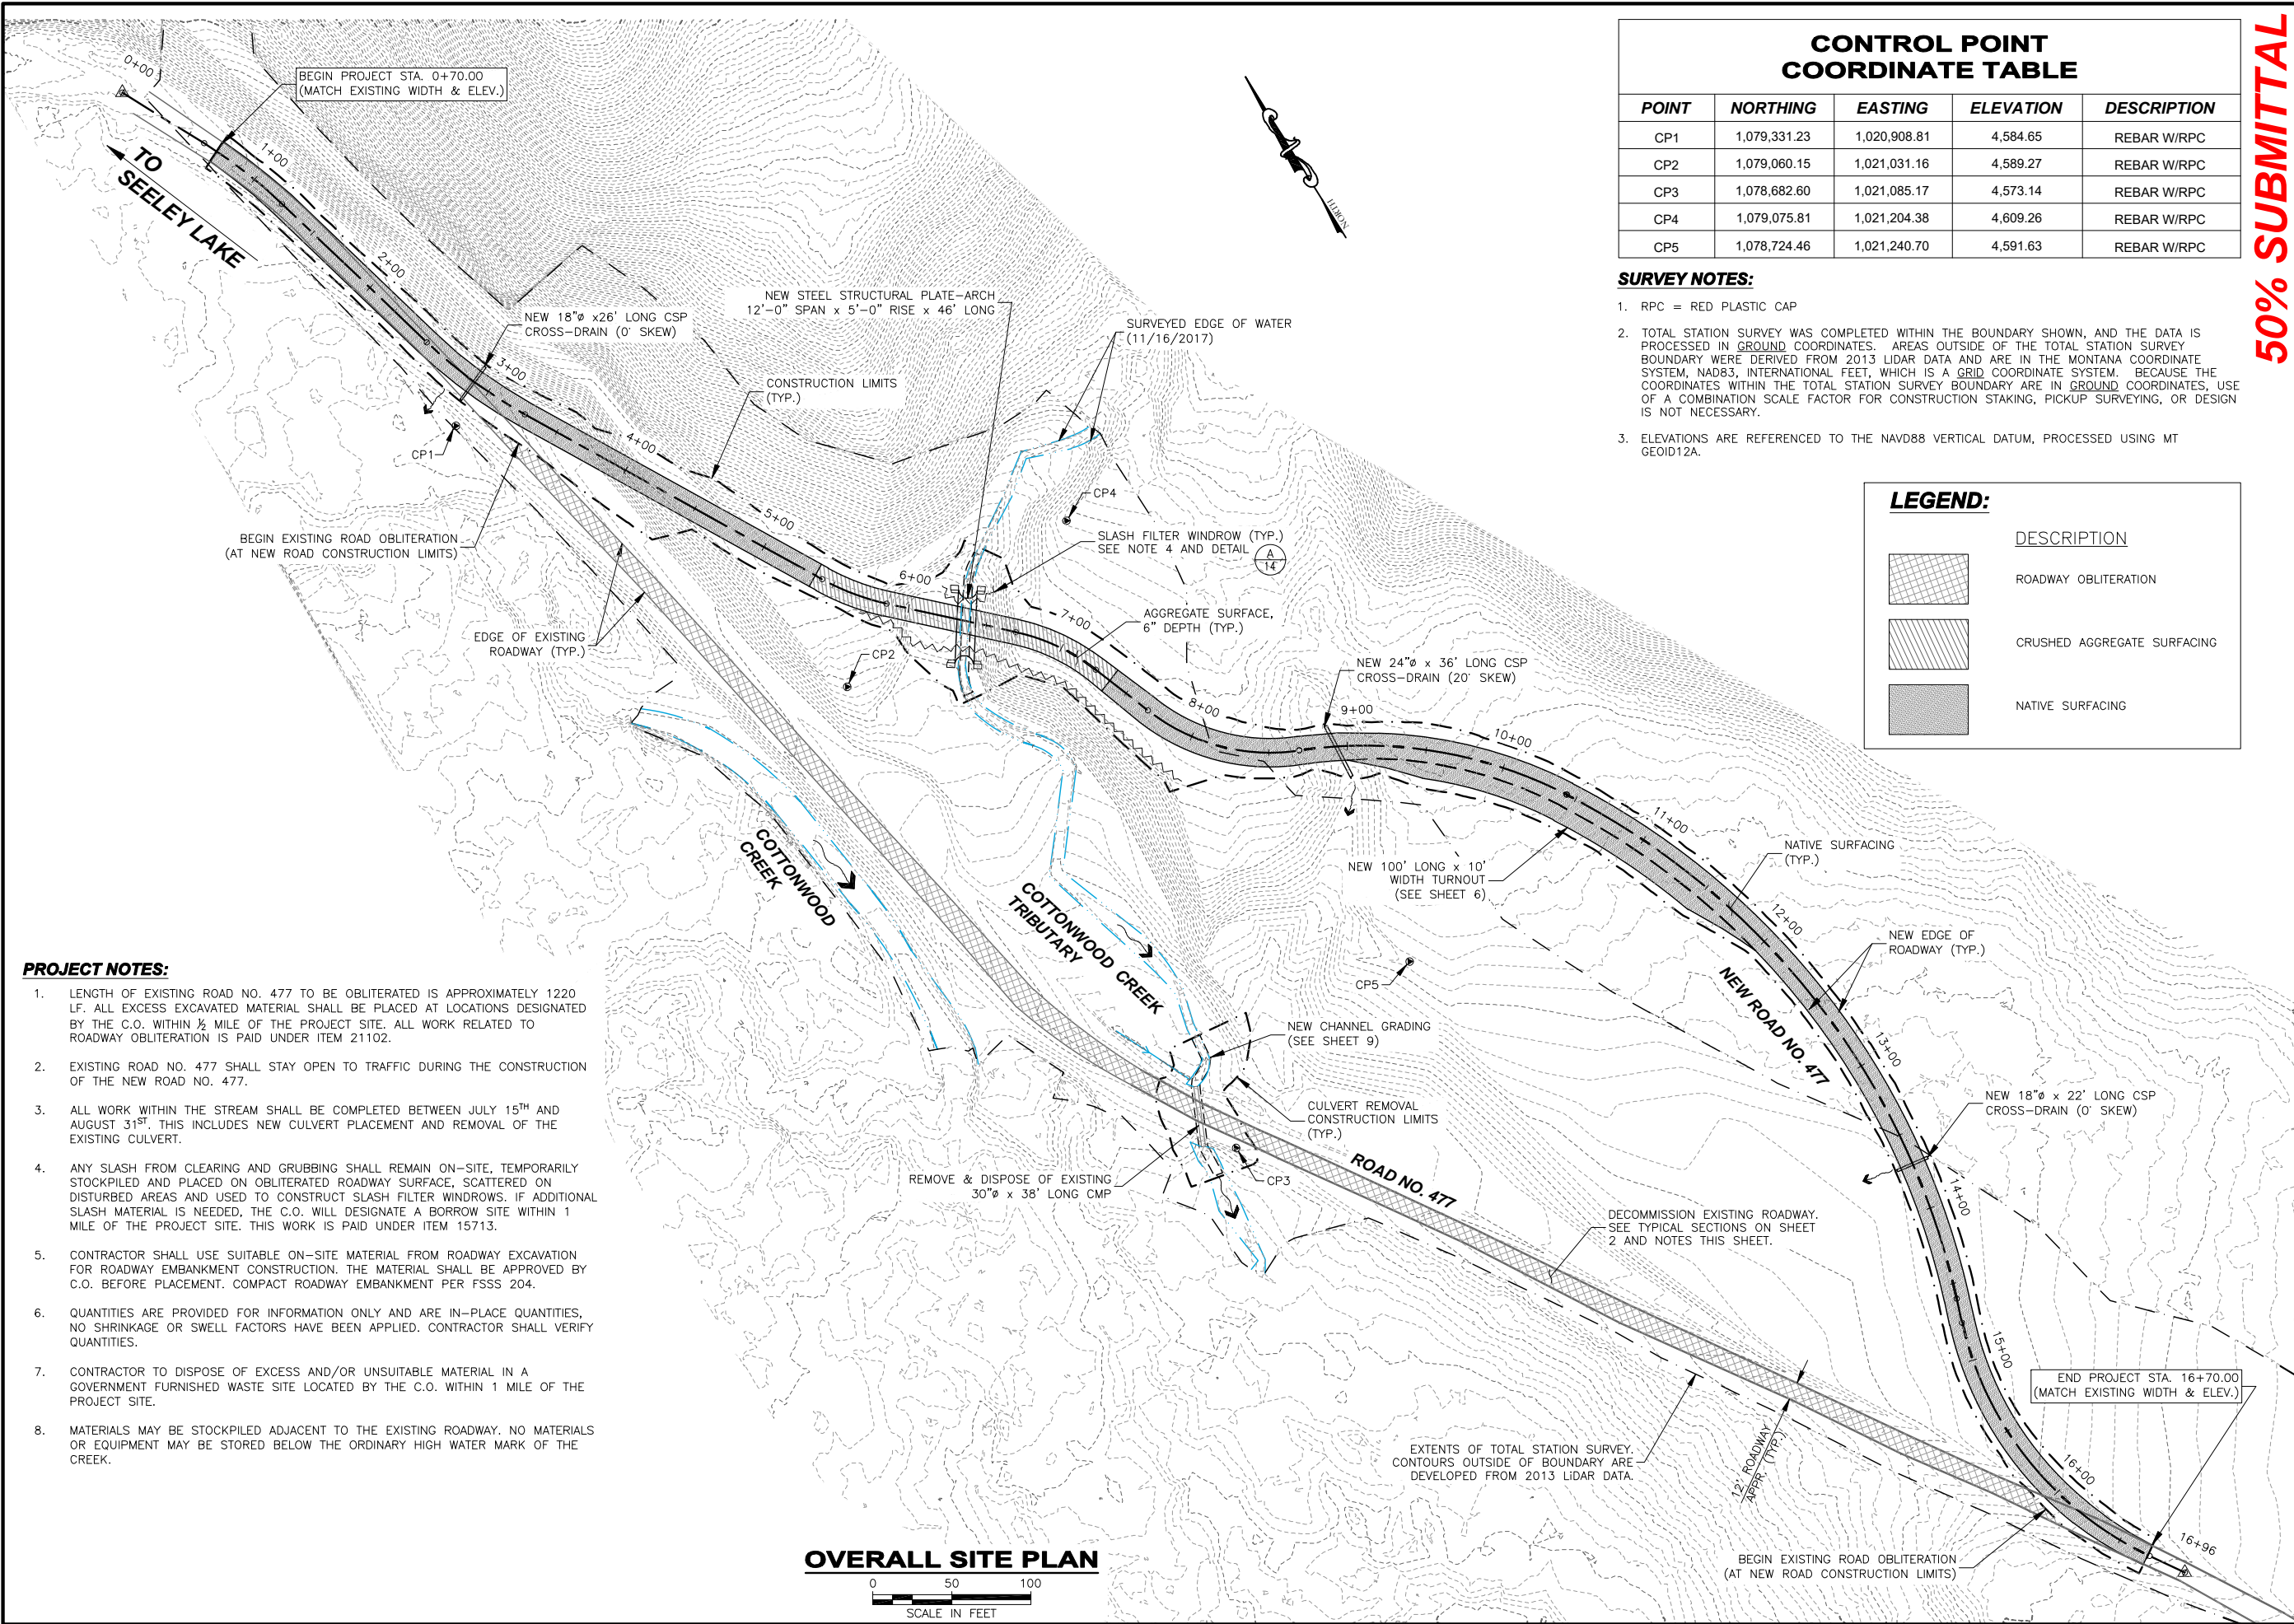 50% SUBMITTAL
CONTROL POINT
COORDINATE TABLE
POINT NORTHING EASTING ELEVATION DESCRIPTION
CP1 1,079,331.23 1,020,908.81 4,584.65 REBAR W/RPC
CP2 1,079,060.15 1,021,031.16 4,589.27 REBAR W/RPC
CP3 1,078,682.60 1,021,085.17 4,573.14 REBAR W/RPC
CP4 1,079,075.81 1,021,204.38 4,609.26 REBAR W/RPC
CP5 1,078,724.46 1,021,240.70 4,591.63 REBAR W/RPC
SURVEY NOTES:
1. RPC = RED PLASTIC CAP
2. TOTAL STATION SURVEY WAS COMPLETED WITHIN THE BOUNDARY SHOWN, AND THE DATA IS
PROCESSED IN GROUND COORDINATES. AREAS OUTSIDE OF THE TOTAL STATION SURVEY
BOUNDARY WERE DERIVED FROM 2013 LIDAR DATA AND ARE IN THE MONTANA COORDINATE
SYSTEM, NAD83, INTERNATIONAL FEET, WHICH IS A GRID COORDINATE SYSTEM. BECAUSE THE
COORDINATES WITHIN THE TOTAL STATION SURVEY BOUNDARY ARE IN GROUND COORDINATES, USE
OF A COMBINATION SCALE FACTOR FOR CONSTRUCTION STAKING, PICKUP SURVEYING, OR DESIGN
IS NOT NECESSARY.
3. ELEVATIONS ARE REFERENCED TO THE NAVD88 VERTICAL DATUM, PROCESSED USING MT
GEOID12A.
LEGEND:
DESCRIPTION
ROADWAY OBLITERATION
CRUSHED AGGREGATE SURFACING
NATIVE SURFACING
NORTH
0+00
BEGIN PROJECT STA. 0+70.00
(MATCH EXISTING WIDTH & ELEV.)
TO
SEELEY LAKE
1+00
2+00
NEW 18"ø x26' LONG CSP
CROSS-DRAIN (0° SKEW)
3+00
NEW STEEL STRUCTURAL PLATE-ARCH
12'-0" SPAN x 5'-0" RISE x 46' LONG
SURVEYED EDGE OF WATER
(11/16/2017)
CONSTRUCTION LIMITS
(TYP.)
4+00
CP1
CP4
5+00
BEGIN EXISTING ROAD OBLITERATION
(AT NEW ROAD CONSTRUCTION LIMITS)
SLASH FILTER WINDROW (TYP.)
SEE NOTE 4 AND DETAIL
A
14
6+00
7+00
AGGREGATE SURFACE,
6" DEPTH (TYP.)
EDGE OF EXISTING
ROADWAY (TYP.)
CP2
NEW 24"ø x 36' LONG CSP
CROSS-DRAIN (20° SKEW)
8+00
9+00
10+00
11+00
COTTONWOOD
CREEK
COTTONWOOD CREEK
TRIBUTARY
NEW 100' LONG x 10'
WIDTH TURNOUT
(SEE SHEET 6)
NATIVE SURFACING
(TYP.)
12+00
NEW EDGE OF
ROADWAY (TYP.)
CP5
NEW ROAD NO. 477
NEW CHANNEL GRADING
(SEE SHEET 9)
13+00
CULVERT REMOVAL
CONSTRUCTION LIMITS
(TYP.)
NEW 18"ø x 22' LONG CSP
CROSS-DRAIN (0° SKEW)
REMOVE & DISPOSE OF EXISTING
30"ø x 38' LONG CMP
CP3
ROAD NO. 477
14+00
DECOMMISSION EXISTING ROADWAY.
SEE TYPICAL SECTIONS ON SHEET
2 AND NOTES THIS SHEET.
15+00
END PROJECT STA. 16+70.00
(MATCH EXISTING WIDTH & ELEV.)
EXTENTS OF TOTAL STATION SURVEY.
CONTOURS OUTSIDE OF BOUNDARY ARE
DEVELOPED FROM 2013 LiDAR DATA.
12' ROADWAY
APPR. (TYP.)
16+00
16+96
BEGIN EXISTING ROAD OBLITERATION
(AT NEW ROAD CONSTRUCTION LIMITS)
PROJECT NOTES:
1. LENGTH OF EXISTING ROAD NO. 477 TO BE OBLITERATED IS APPROXIMATELY 1220
LF. ALL EXCESS EXCAVATED MATERIAL SHALL BE PLACED AT LOCATIONS DESIGNATED
BY THE C.O. WITHIN ½ MILE OF THE PROJECT SITE. ALL WORK RELATED TO
ROADWAY OBLITERATION IS PAID UNDER ITEM 21102.
2. EXISTING ROAD NO. 477 SHALL STAY OPEN TO TRAFFIC DURING THE CONSTRUCTION
OF THE NEW ROAD NO. 477.
3. ALL WORK WITHIN THE STREAM SHALL BE COMPLETED BETWEEN JULY 15TH AND
AUGUST 31ST. THIS INCLUDES NEW CULVERT PLACEMENT AND REMOVAL OF THE
EXISTING CULVERT.
4. ANY SLASH FROM CLEARING AND GRUBBING SHALL REMAIN ON-SITE, TEMPORARILY
STOCKPILED AND PLACED ON OBLITERATED ROADWAY SURFACE, SCATTERED ON
DISTURBED AREAS AND USED TO CONSTRUCT SLASH FILTER WINDROWS. IF ADDITIONAL
SLASH MATERIAL IS NEEDED, THE C.O. WILL DESIGNATE A BORROW SITE WITHIN 1
MILE OF THE PROJECT SITE. THIS WORK IS PAID UNDER ITEM 15713.
5. CONTRACTOR SHALL USE SUITABLE ON-SITE MATERIAL FROM ROADWAY EXCAVATION
FOR ROADWAY EMBANKMENT CONSTRUCTION. THE MATERIAL SHALL BE APPROVED BY
C.O. BEFORE PLACEMENT. COMPACT ROADWAY EMBANKMENT PER FSSS 204.
6. QUANTITIES ARE PROVIDED FOR INFORMATION ONLY AND ARE IN-PLACE QUANTITIES,
NO SHRINKAGE OR SWELL FACTORS HAVE BEEN APPLIED. CONTRACTOR SHALL VERIFY
QUANTITIES.
7. CONTRACTOR TO DISPOSE OF EXCESS AND/OR UNSUITABLE MATERIAL IN A
GOVERNMENT FURNISHED WASTE SITE LOCATED BY THE C.O. WITHIN 1 MILE OF THE
PROJECT SITE.
8. MATERIALS MAY BE STOCKPILED ADJACENT TO THE EXISTING ROADWAY. NO MATERIALS
OR EQUIPMENT MAY BE STORED BELOW THE ORDINARY HIGH WATER MARK OF THE
CREEK.
OVERALL SITE PLAN
0 50 100
SCALE IN FEET